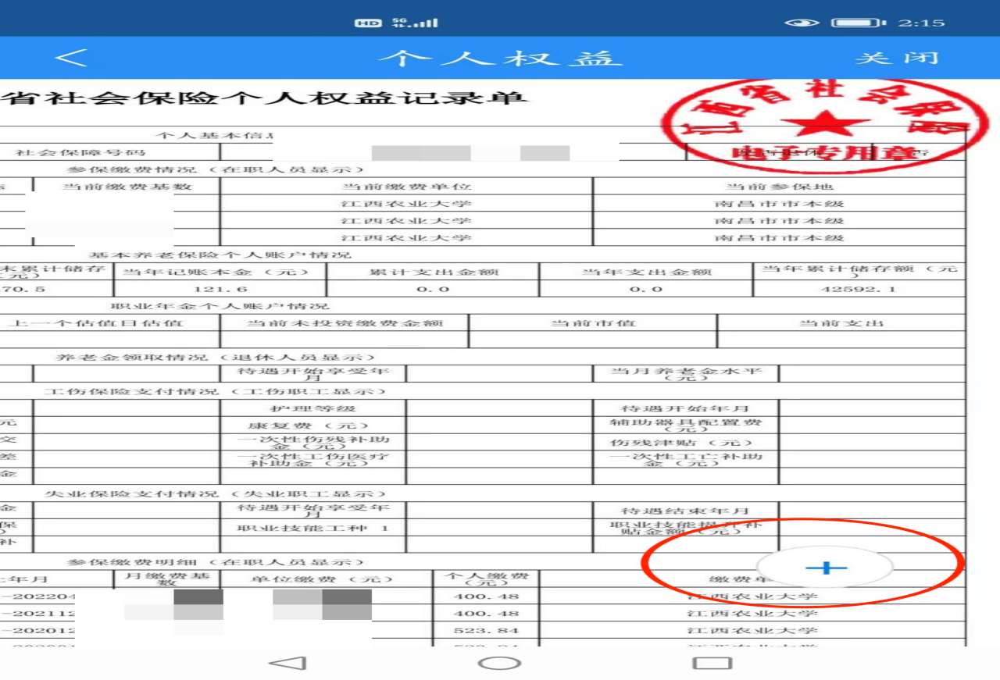 HD 5G 2:15
个人权益 关闭
省社会保险个人权益记录单
江西省社
电子专用章
个人基本信息
社会保障号码 是否退休 否
参保缴费情况（在职人员显示）
当前缴费基数 当前缴费单位 当前参保地
江西农业大学 南昌市市本级
江西农业大学 南昌市市本级
江西农业大学 南昌市市本级
基本养老保险个人账户情况
末累计储存（元） 当年记账本金（元） 累计支出金额 当年支出金额 当年累计储存额（元）
70.5 121.6 0.0 0.0 42592.1
职业年金个人账户情况
上一个估值日估值 当前未投资缴费金额 当前市值 当前支出
养老金领取情况（退休人员显示）
待遇开始享受年月 当月养老金水平（元）
工伤保险支付情况（工伤职工显示）
护理等级 待遇开始年月
元 康复费（元） 辅助器具配置费（元）
交 一次性伤残补助金（元） 伤残津贴（元）
差 一次性工伤医疗补助金（元） 一次性工亡补助金（元）
金
失业保险支付情况（失业职工显示）
金 待遇开始享受年月 待遇结束年月
保 职业技能工种 1 职业技能提升补贴金额（元）
补
参保缴费明细（在职人员显示）
年月 月缴费基数 单位缴费（元） 个人缴费（元） 缴费单
-202204 400.48 江西农业大学
-202112 400.48 江西农业大学
-202012 523.84 江西农业大学